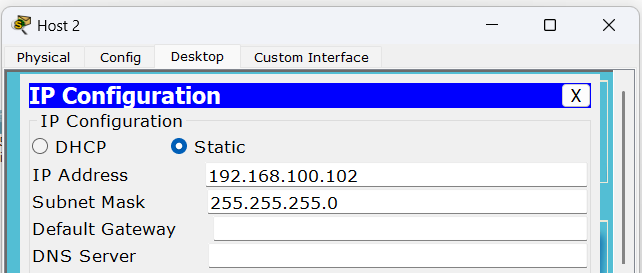 Host 2
Physical Config Desktop Custom Interface
IP Configuration X
IP Configuration
DHCP Static
IP Address 192.168.100.102
Subnet Mask 255.255.255.0
Default Gateway
DNS Server